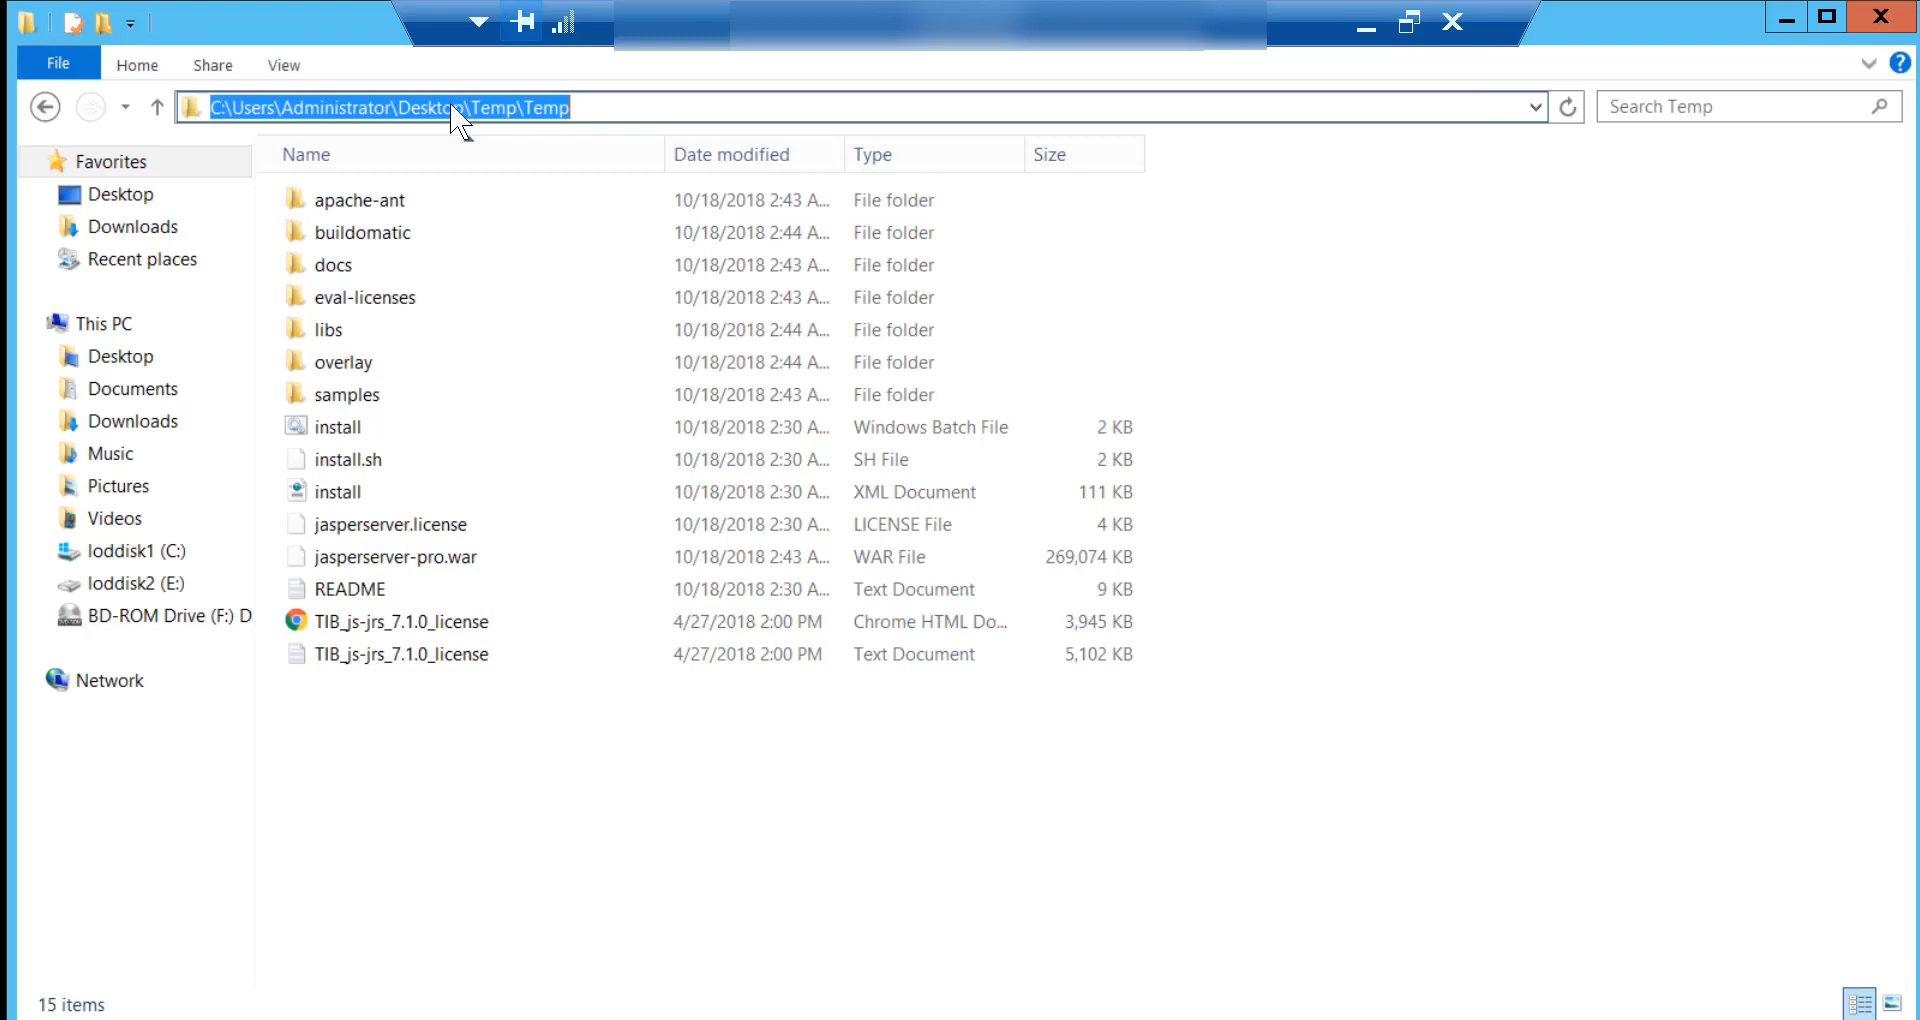 File Home Share View
C:\Users\Administrator\Desktop\Temp\Temp
Search Temp
Name Date modified Type Size
Favorites
Desktop
Downloads
Recent places
This PC
Desktop
Documents
Downloads
Music
Pictures
Videos
loddisk1 (C:)
loddisk2 (E:)
BD-ROM Drive (F:) D
Network
apache-ant 10/18/2018 2:43 A... File folder
buildomatic 10/18/2018 2:44 A... File folder
docs 10/18/2018 2:43 A... File folder
eval-licenses 10/18/2018 2:43 A... File folder
libs 10/18/2018 2:44 A... File folder
overlay 10/18/2018 2:44 A... File folder
samples 10/18/2018 2:43 A... File folder
install 10/18/2018 2:30 A... Windows Batch File 2 KB
install.sh 10/18/2018 2:30 A... SH File 2 KB
install 10/18/2018 2:30 A... XML Document 111 KB
jasperserver.license 10/18/2018 2:30 A... LICENSE File 4 KB
jasperserver-pro.war 10/18/2018 2:43 A... WAR File 269,074 KB
README 10/18/2018 2:30 A... Text Document 9 KB
TIB_js-jrs_7.1.0_license 4/27/2018 2:00 PM Chrome HTML Do... 3,945 KB
TIB_js-jrs_7.1.0_license 4/27/2018 2:00 PM Text Document 5,102 KB
15 items